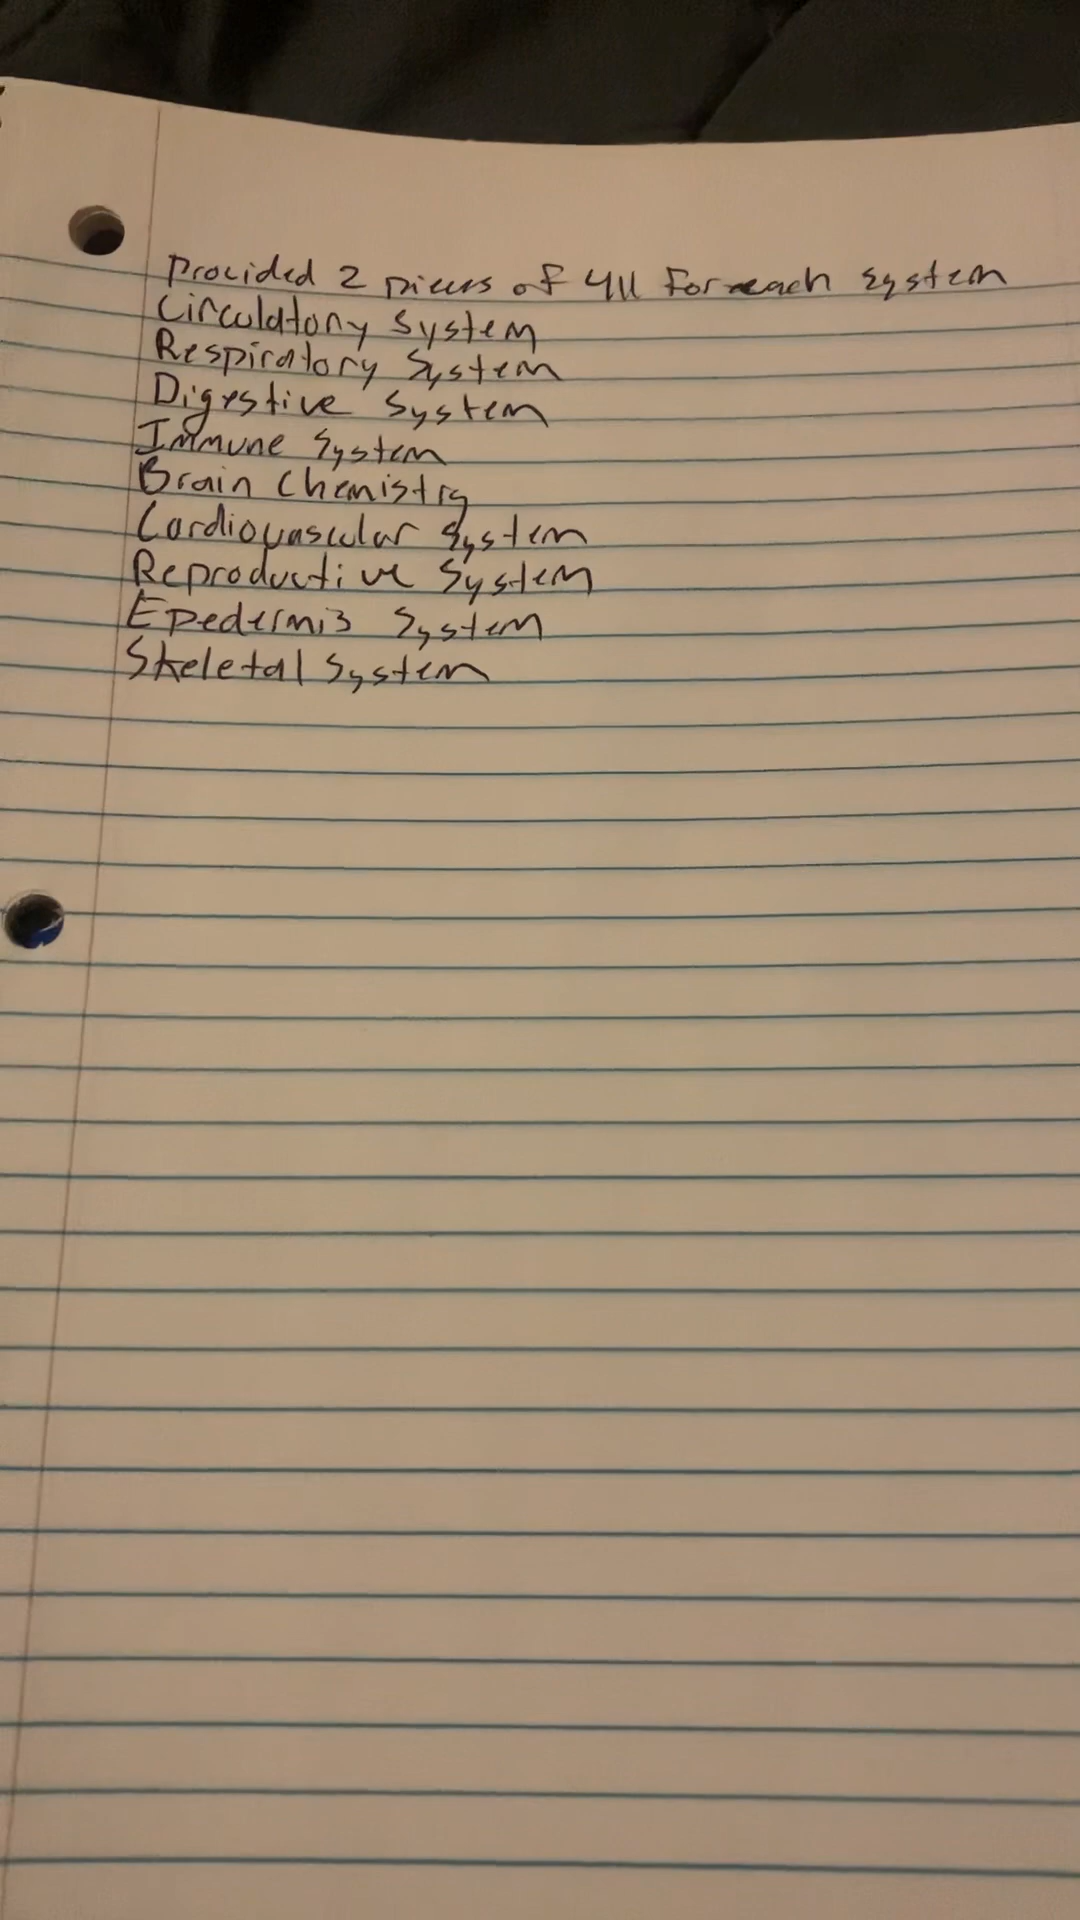 Provided 2 pieces of 411 for each system
Circulatory System
Respiratory System
Digestive System
Immune System
Brain Chemistry
Cardiovascular System
Reproductive System
Epedermis System
Skeletal System